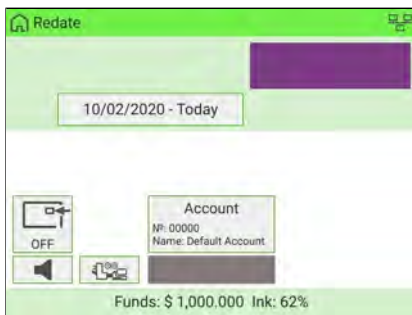 Redate
10/02/2020 - Today
OFF
Account
Nº: 00000
Name: Default Account
Funds: $ 1,000.000 Ink: 62%